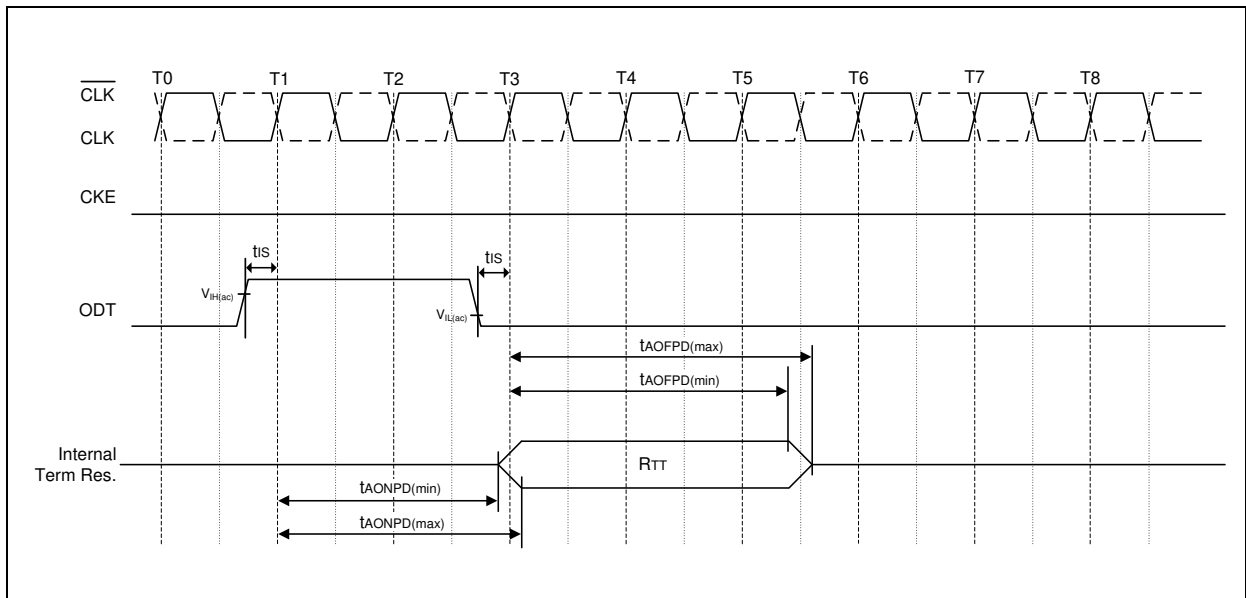 T0 T1 T2 T3 T4 T5 T6 T7 T8
CLK
CLK
CKE
tIS
tIS
VIH(ac)
ODT
VIL(ac)
tAOFPD(max)
tAOFPD(min)
Internal
Term Res.
RTT
tAONPD(min)
tAONPD(max)